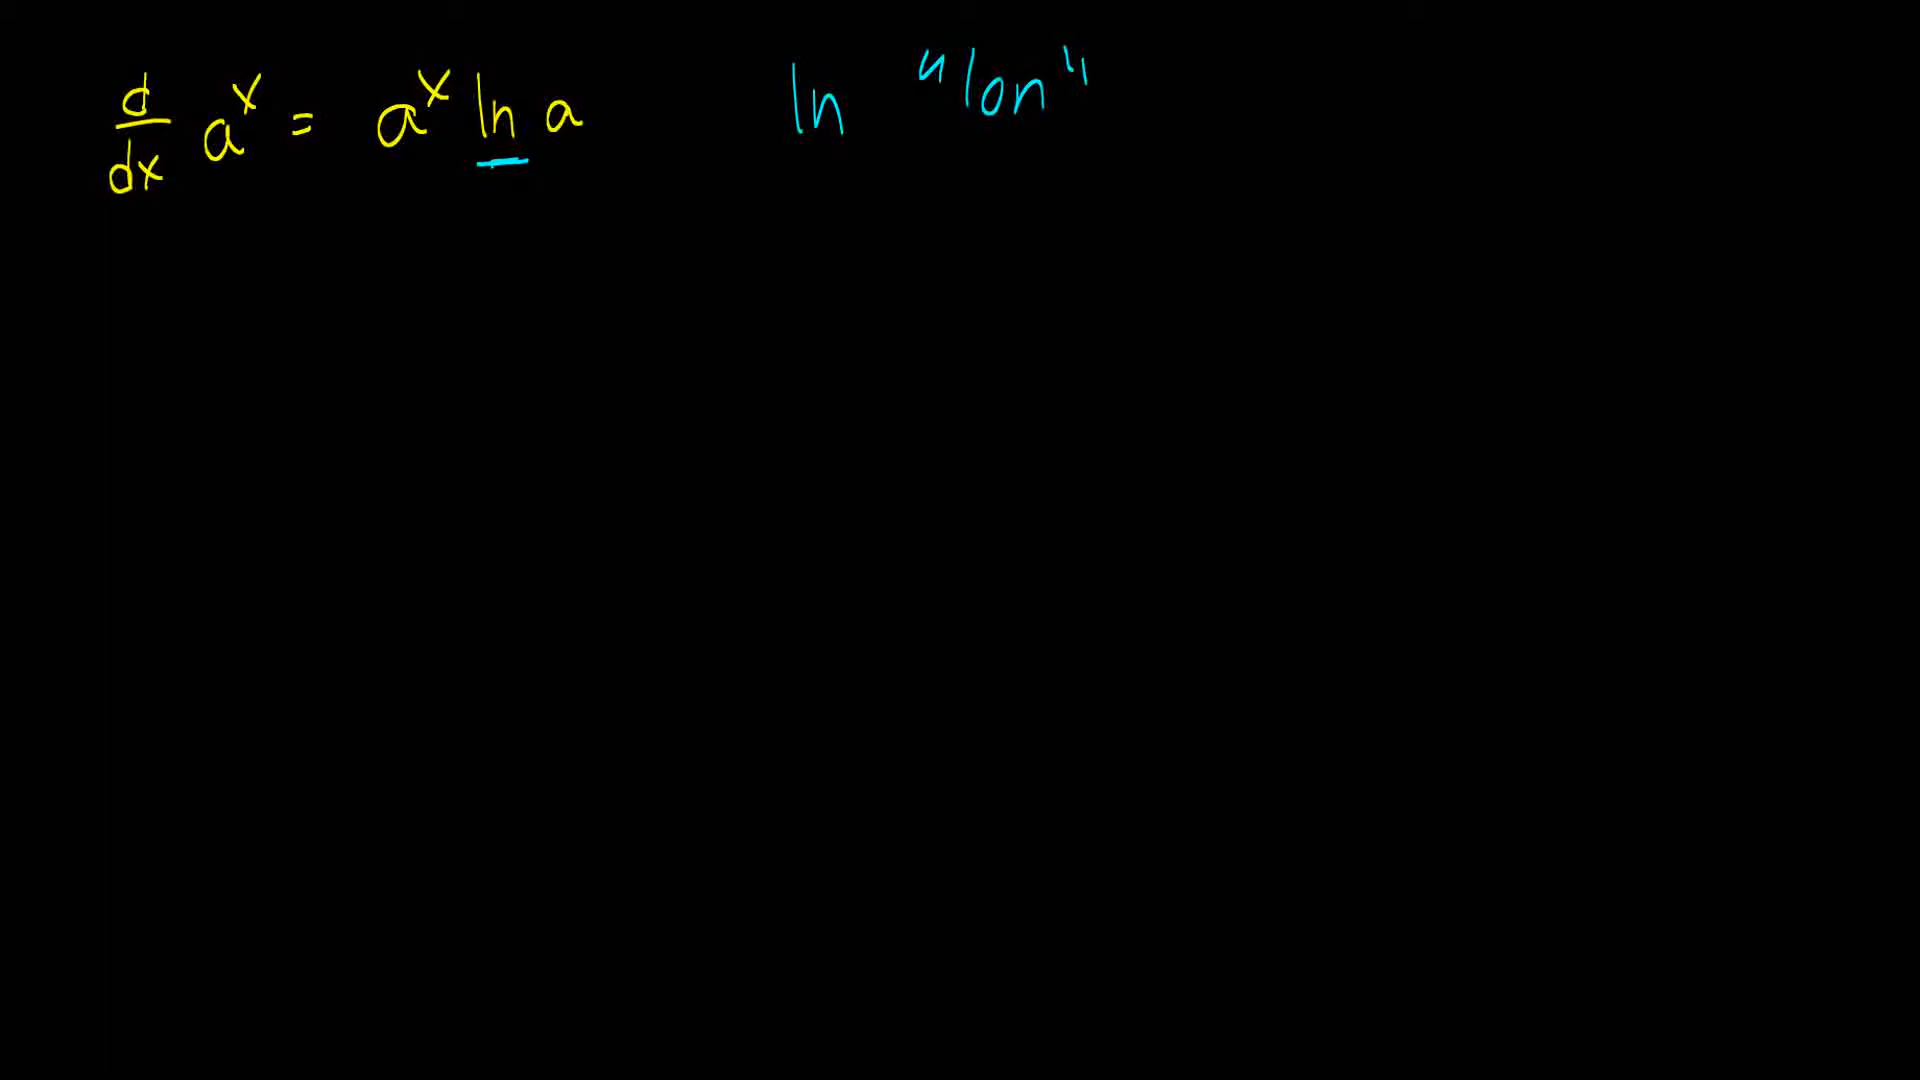 d/dx a^x = a^x ln a
ln "lon"